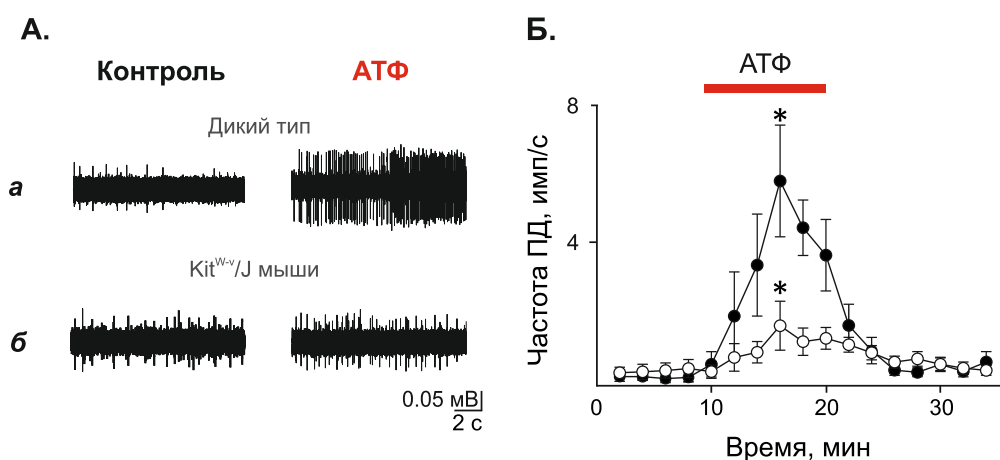 А.
Контроль
АТФ
Дикий тип
а
Kit^W-v/J мыши
б
0.05 мВ
2 с
Б.
АТФ
*
*
Частота ПД, имп/с
8
4
0
10
20
30
Время, мин